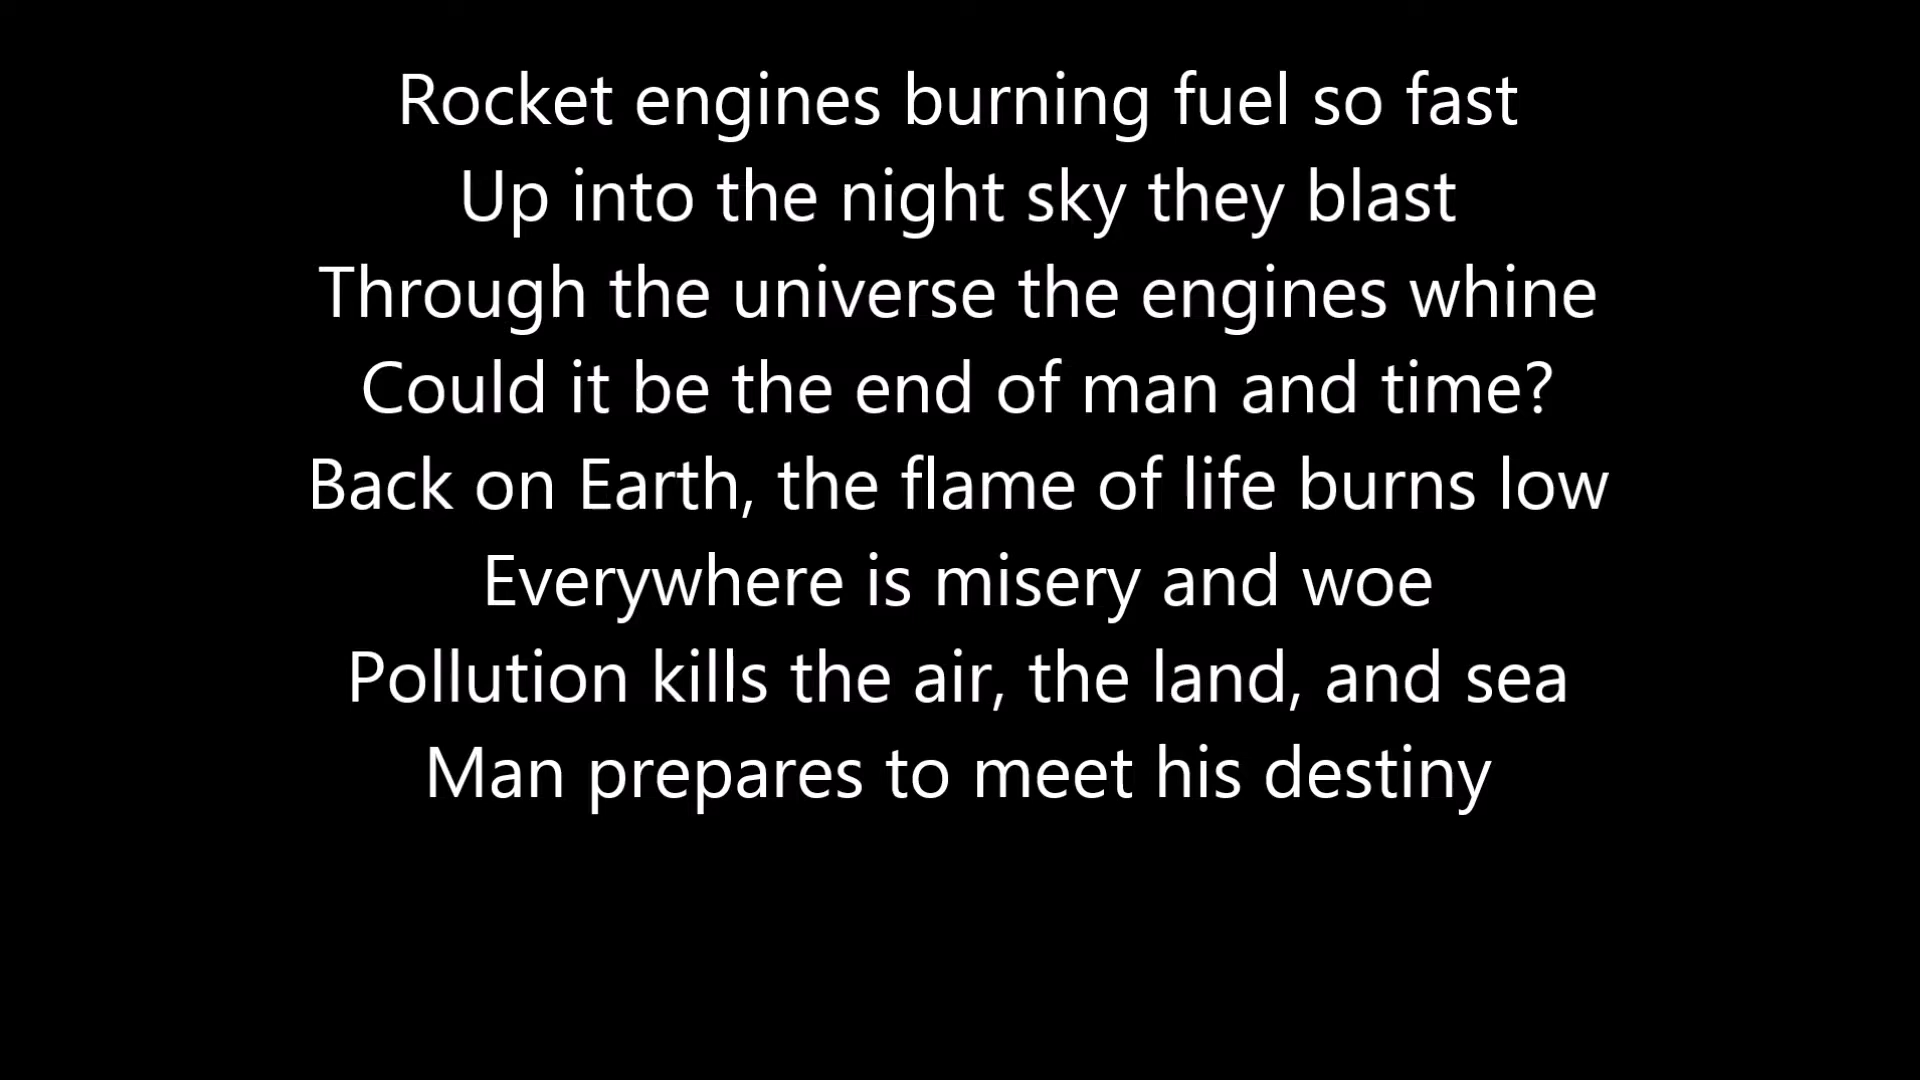 Rocket engines burning fuel so fast
Up into the night sky they blast
Through the universe the engines whine
Could it be the end of man and time?
Back on Earth, the flame of life burns low
Everywhere is misery and woe
Pollution kills the air, the land, and sea
Man prepares to meet his destiny